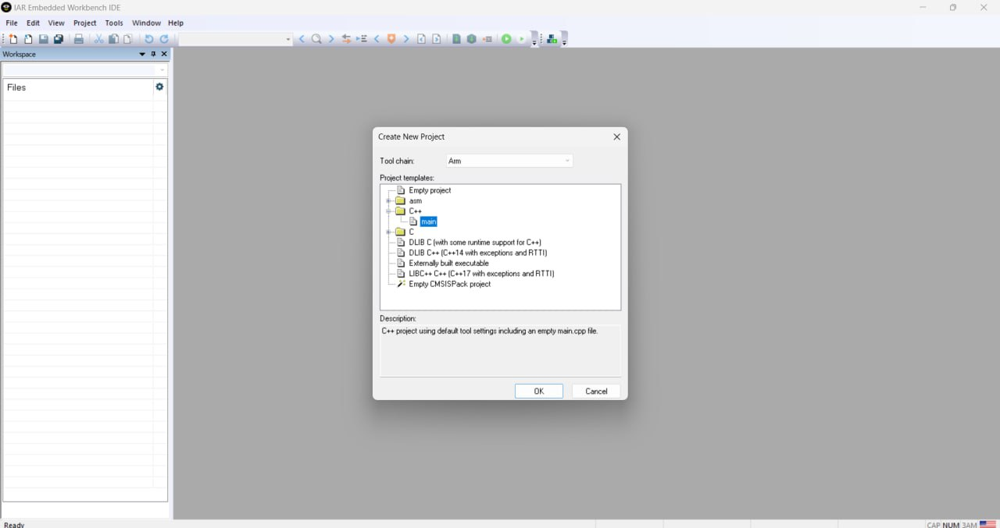 IAR Embedded Workbench IDE
File Edit View Project Tools Window Help
Workspace
Files
Create New Project
Tool chain: Arm
Project templates:
Empty project
asm
C++
main
C
DLIB C (with some runtime support for C++)
DLIB C++ (C++14 with exceptions and RTTI)
Externally built executable
LIBC++ C++ (C++17 with exceptions and RTTI)
Empty CMSISPack project
Description:
C++ project using default tool settings including an empty main.cpp file.
OK Cancel
Ready CAP NUM ЗАМ